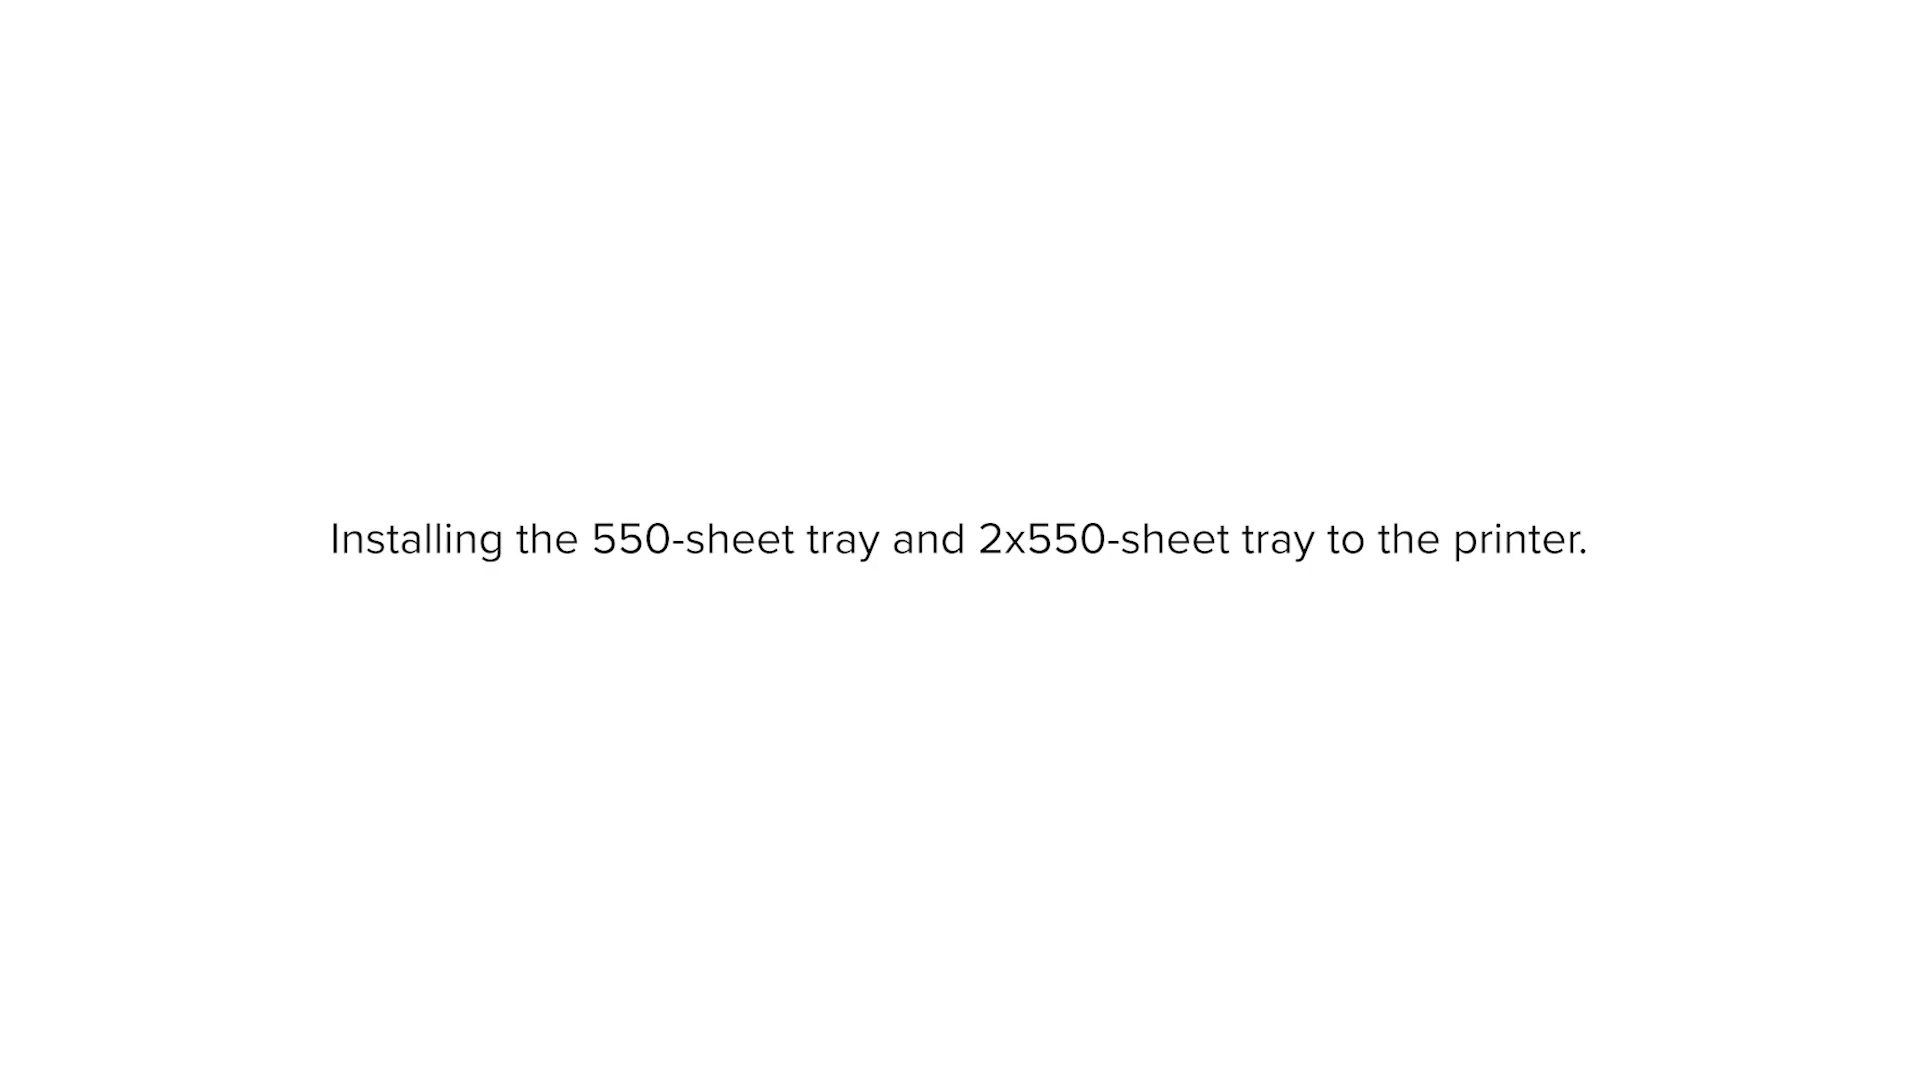 Installing the 550-sheet tray and 2x550-sheet tray to the printer.